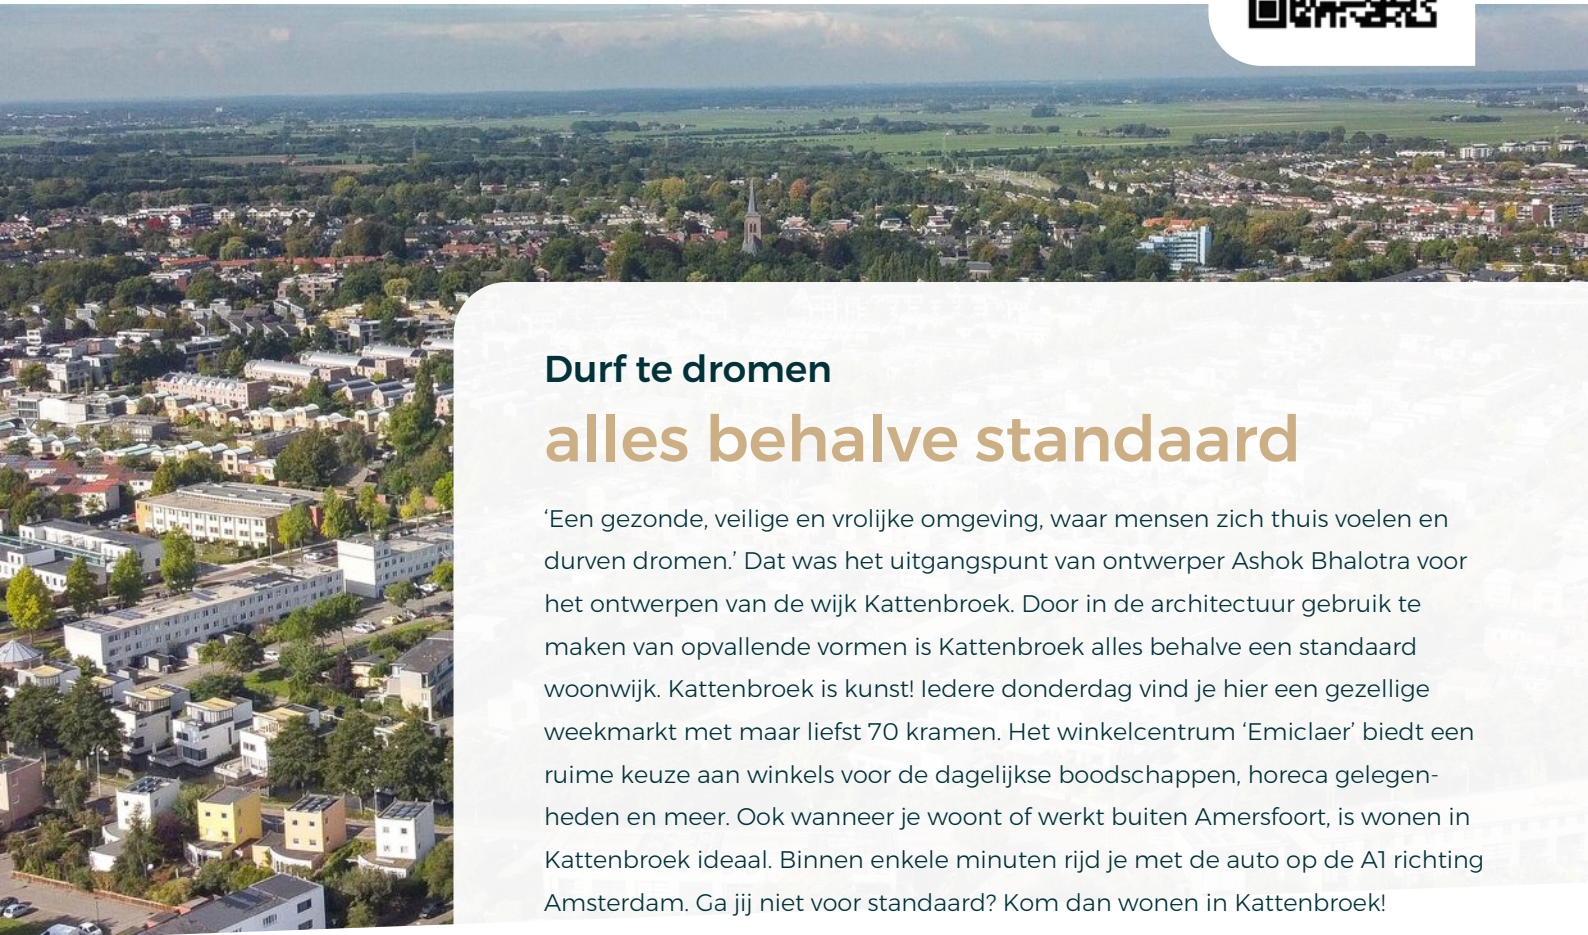 Durf te dromen
alles behalve standaard
‘Een gezonde, veilige en vrolijke omgeving, waar mensen zich thuis voelen en
durven dromen.’ Dat was het uitgangspunt van ontwerper Ashok Bhalotra voor
het ontwerpen van de wijk Kattenbroek. Door in de architectuur gebruik te
maken van opvallende vormen is Kattenbroek alles behalve een standaard
woonwijk. Kattenbroek is kunst! Iedere donderdag vind je hier een gezellige
weekmarkt met maar liefst 70 kramen. Het winkelcentrum ‘Emiclaer’ biedt een
ruime keuze aan winkels voor de dagelijkse boodschappen, horeca gelegen-
heden en meer. Ook wanneer je woont of werkt buiten Amersfoort, is wonen in
Kattenbroek ideaal. Binnen enkele minuten rijd je met de auto op de A1 richting
Amsterdam. Ga jij niet voor standaard? Kom dan wonen in Kattenbroek!